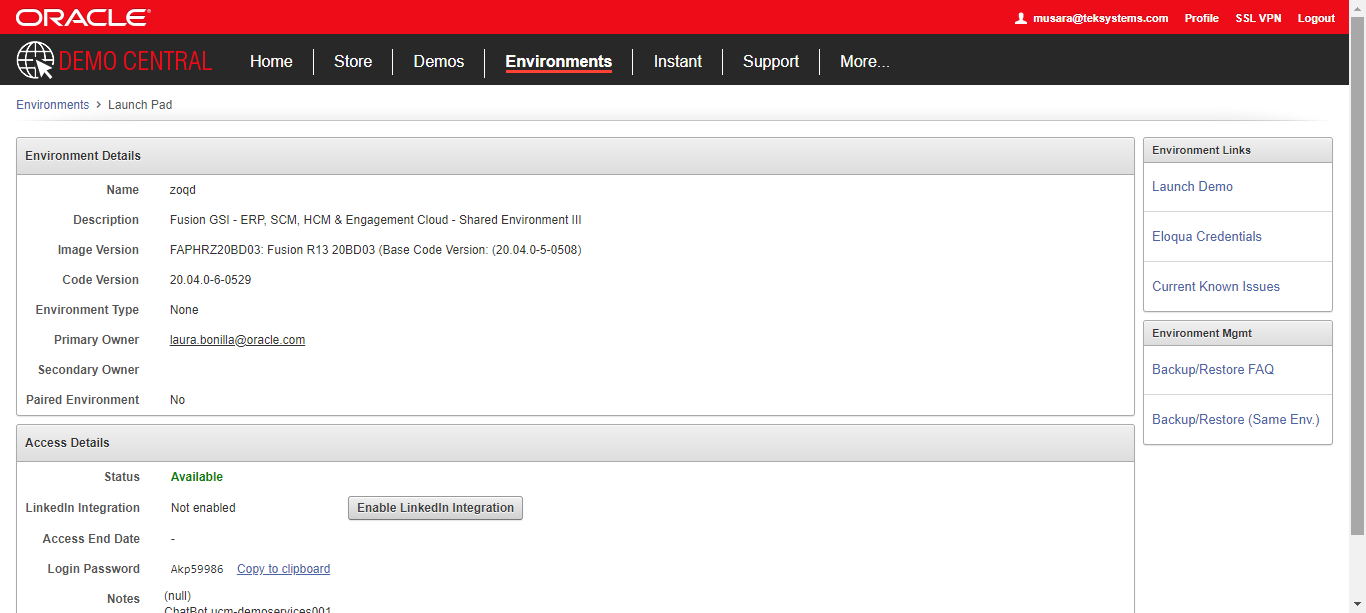 ORACLE®
musara@teksystems.com Profile SSL VPN Logout
DEMO CENTRAL Home Store Demos Environments Instant Support More...
Environments > Launch Pad
Environment Details
Name zoqd
Description Fusion GSI - ERP, SCM, HCM & Engagement Cloud - Shared Environment III
Image Version FAPHRZ20BD03: Fusion R13 20BD03 (Base Code Version: (20.04.0-5-0508)
Code Version 20.04.0-6-0529
Environment Type None
Primary Owner laura.bonilla@oracle.com
Secondary Owner
Paired Environment No
Access Details
Status Available
LinkedIn Integration Not enabled Enable LinkedIn Integration
Access End Date -
Login Password Akp59986 Copy to clipboard
Notes (null)
ChatBot ucm-demoservices001
Environment Links
Launch Demo
Eloqua Credentials
Current Known Issues
Environment Mgmt
Backup/Restore FAQ
Backup/Restore (Same Env.)